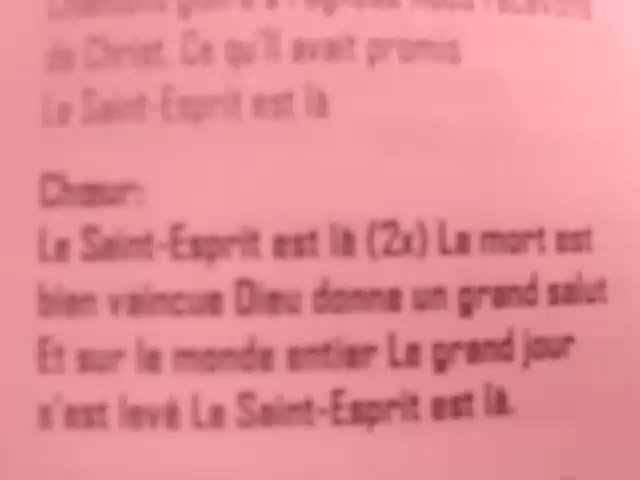 de Christ. Ce qu'il avait promis
Le Saint-Esprit est là
Chœur:
Le Saint-Esprit est là (2x) La mort est
bien vaincue Dieu donne un grand salut
Et sur le monde entier Le grand jour
s'est levé Le Saint-Esprit est là.